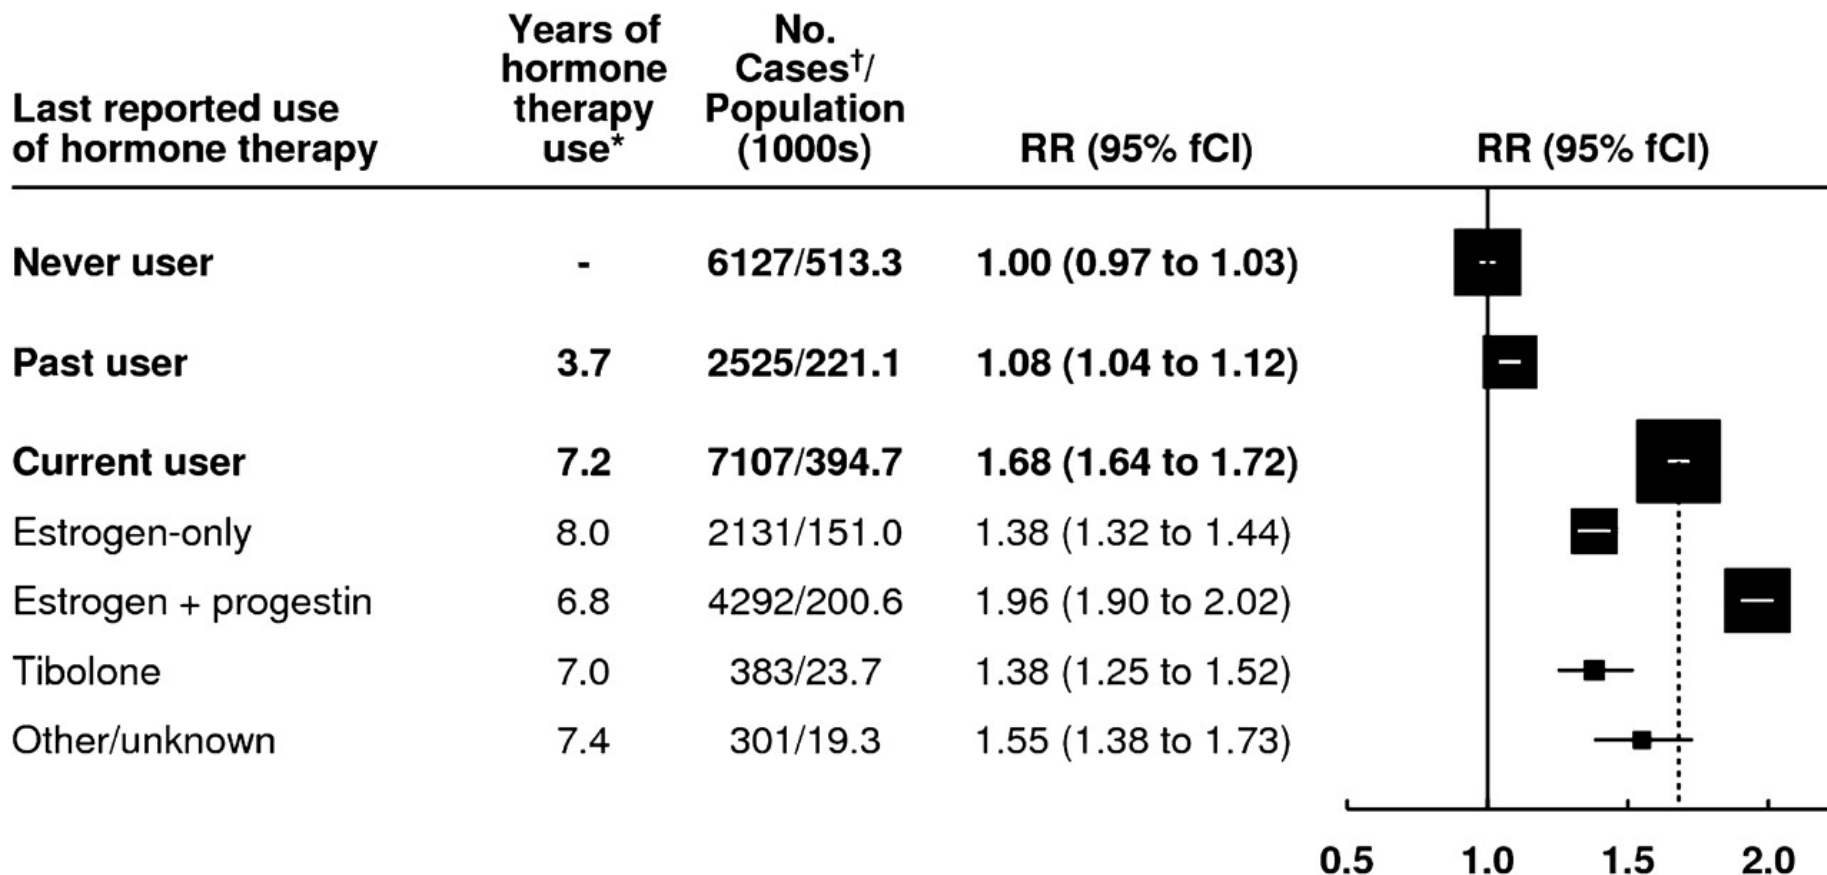 Years of No.
hormone Cases†/
Last reported use therapy Population
of hormone therapy use* (1000s) RR (95% fCI) RR (95% fCI)
Never user - 6127/513.3 1.00 (0.97 to 1.03)
Past user 3.7 2525/221.1 1.08 (1.04 to 1.12)
Current user 7.2 7107/394.7 1.68 (1.64 to 1.72)
Estrogen-only 8.0 2131/151.0 1.38 (1.32 to 1.44)
Estrogen + progestin 6.8 4292/200.6 1.96 (1.90 to 2.02)
Tibolone 7.0 383/23.7 1.38 (1.25 to 1.52)
Other/unknown 7.4 301/19.3 1.55 (1.38 to 1.73)
0.5 1.0 1.5 2.0